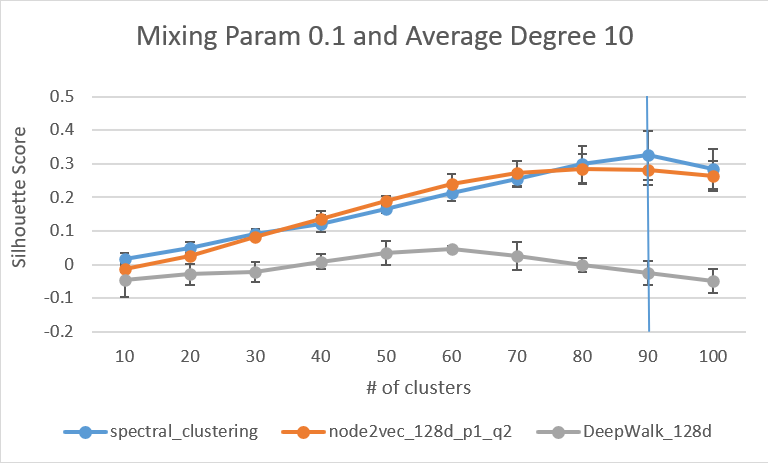 Mixing Param 0.1 and Average Degree 10
0.5
0.4
0.3
0.2
0.1
0
-0.1
-0.2
Silhouette Score
10 20 30 40 50 60 70 80 90 100
# of clusters
spectral_clustering node2vec_128d_p1_q2 DeepWalk_128d